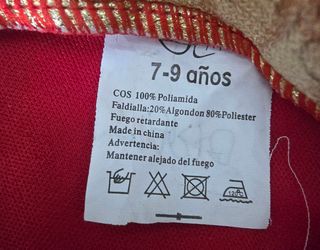 7-9 años
COS 100% Poliamida
Faldialla:20%Algondon 80%Poliester
Fuego retardante
Made in china
Advertencia:
Mantener alejado del fuego